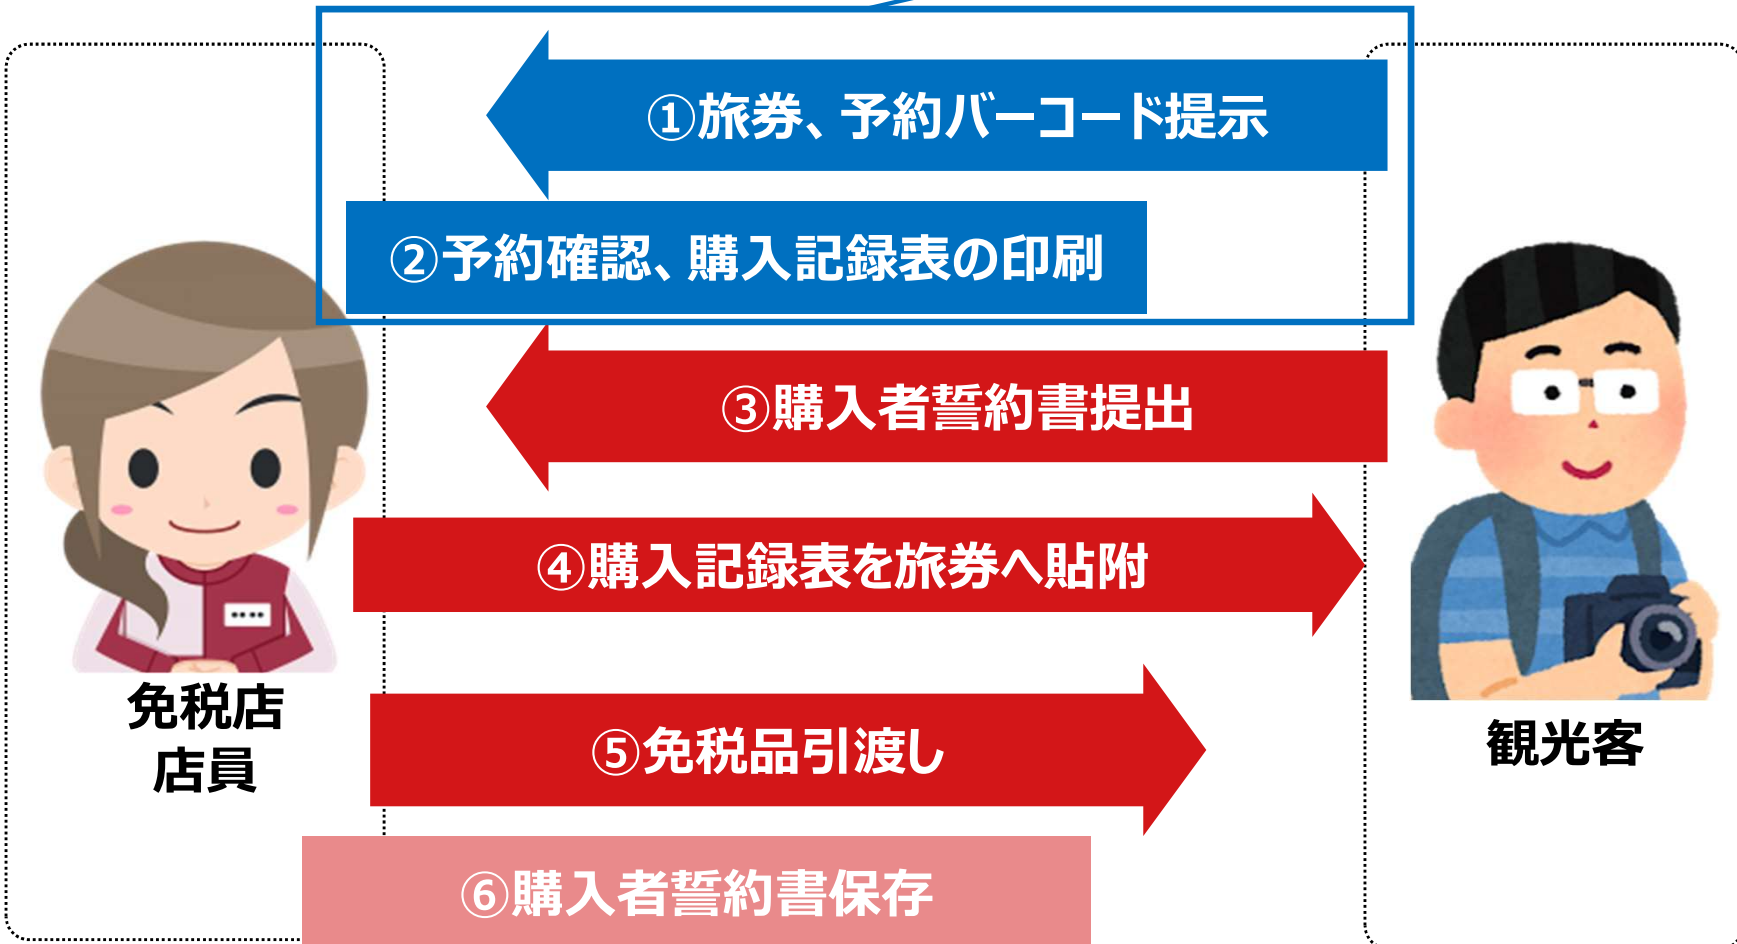 ①旅券、予約バーコード提示
②予約確認、購入記録表の印刷
③購入者誓約書提出
④購入記録表を旅券へ貼附
⑤免税品引渡し
⑥購入者誓約書保存
免税店
店員
観光客